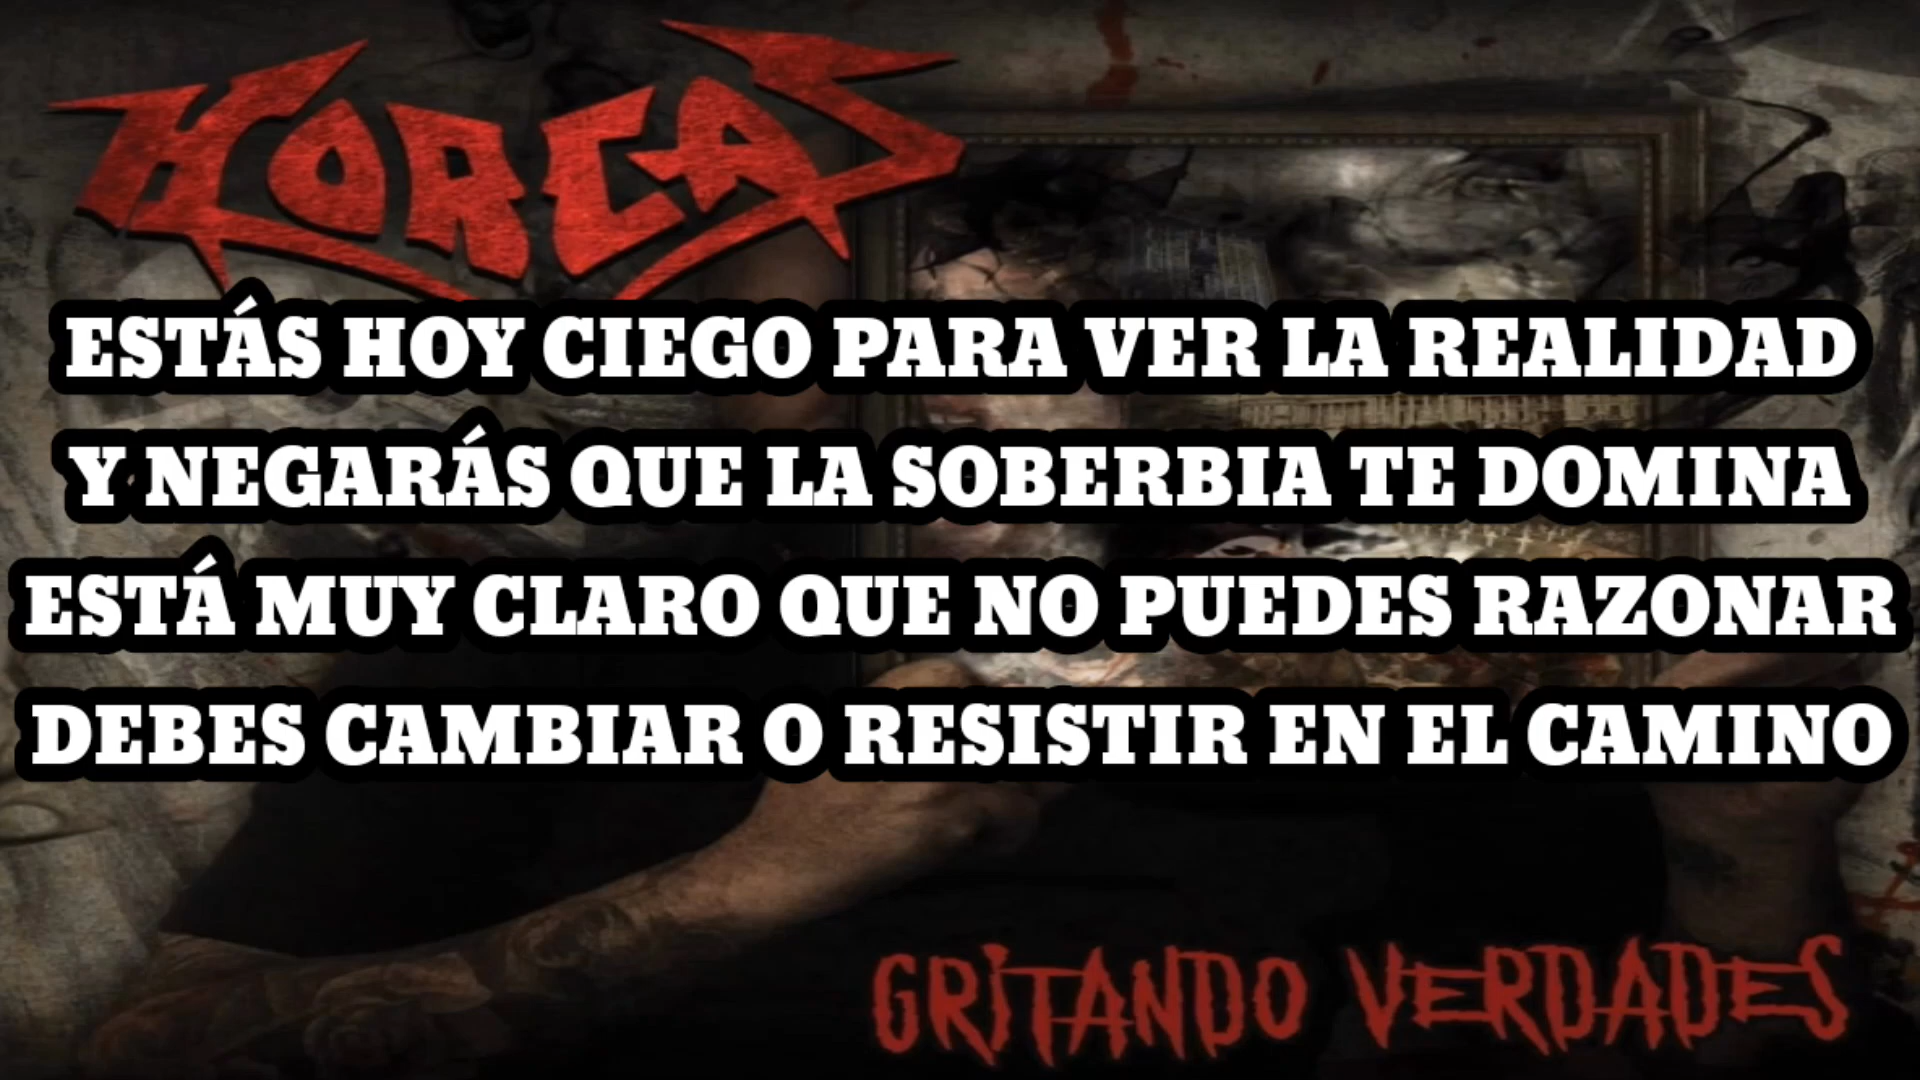 HORCAS
ESTÁS HOY CIEGO PARA VER LA REALIDAD
Y NEGARÁS QUE LA SOBERBIA TE DOMINA
ESTÁ MUY CLARO QUE NO PUEDES RAZONAR
DEBES CAMBIAR O RESISTIR EN EL CAMINO
GRITANDO VERDADES